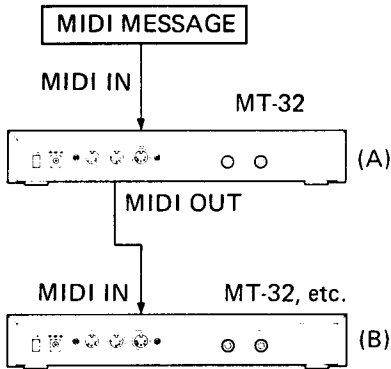 MIDI MESSAGE
MIDI IN
MT-32
(A)
MIDI OUT
MIDI IN
MT-32, etc.
(B)